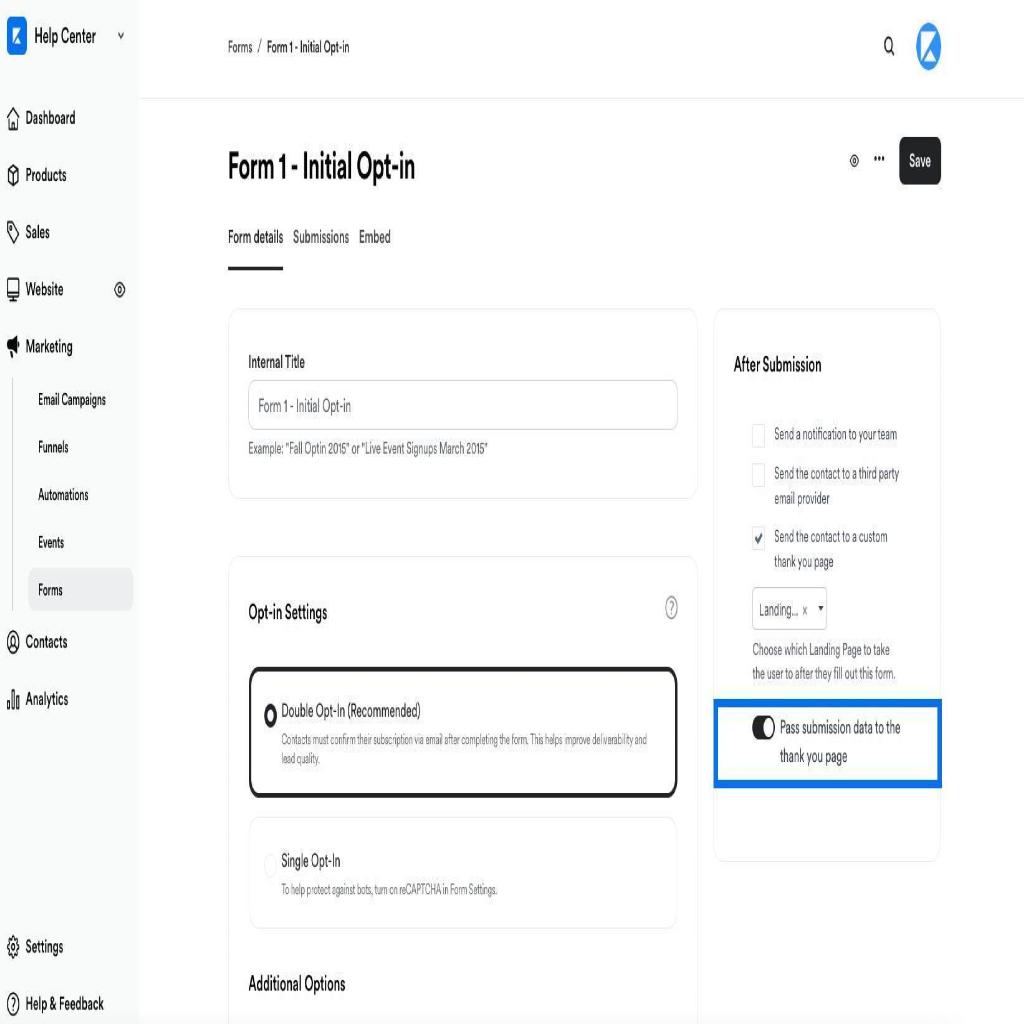 Help Center
Forms / Form 1 - Initial Opt-in
Dashboard
Products
Sales
Website
Marketing
Email Campaigns
Funnels
Automations
Events
Forms
Contacts
Analytics
Settings
Help & Feedback
Form 1 - Initial Opt-in
Save
Form details Submissions Embed
Internal Title
Form 1 - Initial Opt-in
Example: "Fall Optin 2015" or "Live Event Signups March 2015"
Opt-in Settings
Double Opt-In (Recommended)
Contacts must confirm their subscription via email after completing the form. This helps improve deliverability and
lead quality.
Single Opt-In
To help protect against bots, turn on reCAPTCHA in Form Settings.
Additional Options
After Submission
Send a notification to your team
Send the contact to a third party
email provider
Send the contact to a custom
thank you page
Landing... ×
Choose which Landing Page to take
the user to after they fill out this form.
Pass submission data to the
thank you page